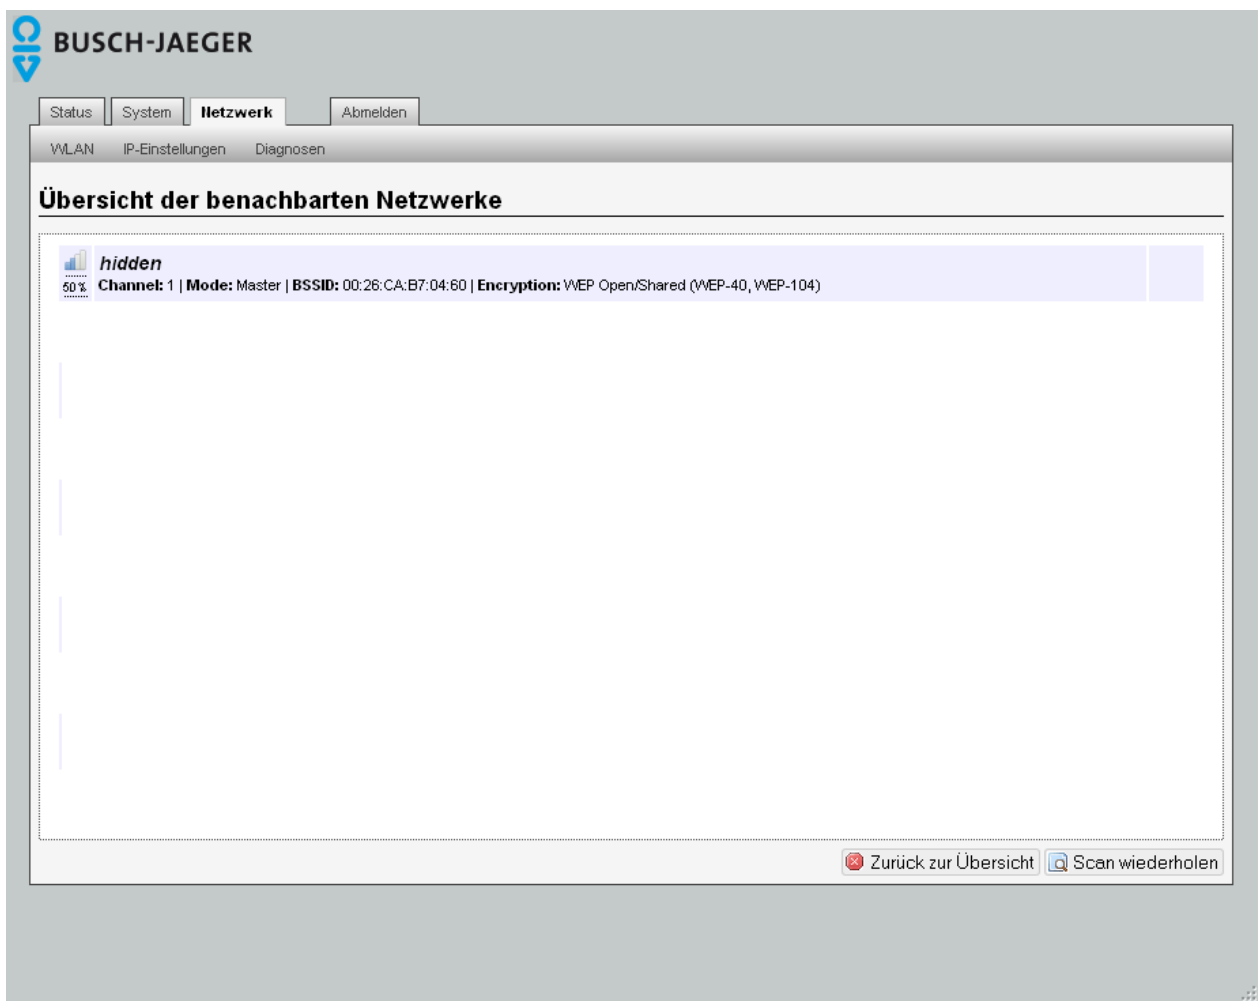 BUSCH-JAEGER
Status System Netzwerk Abmelden
WLAN IP-Einstellungen Diagnosen
Übersicht der benachbarten Netzwerke
hidden
50 % Channel: 1 | Mode: Master | BSSID: 00:26:CA:B7:04:60 | Encryption: WEP Open/Shared (WEP-40, WEP-104)
Zurück zur Übersicht Scan wiederholen